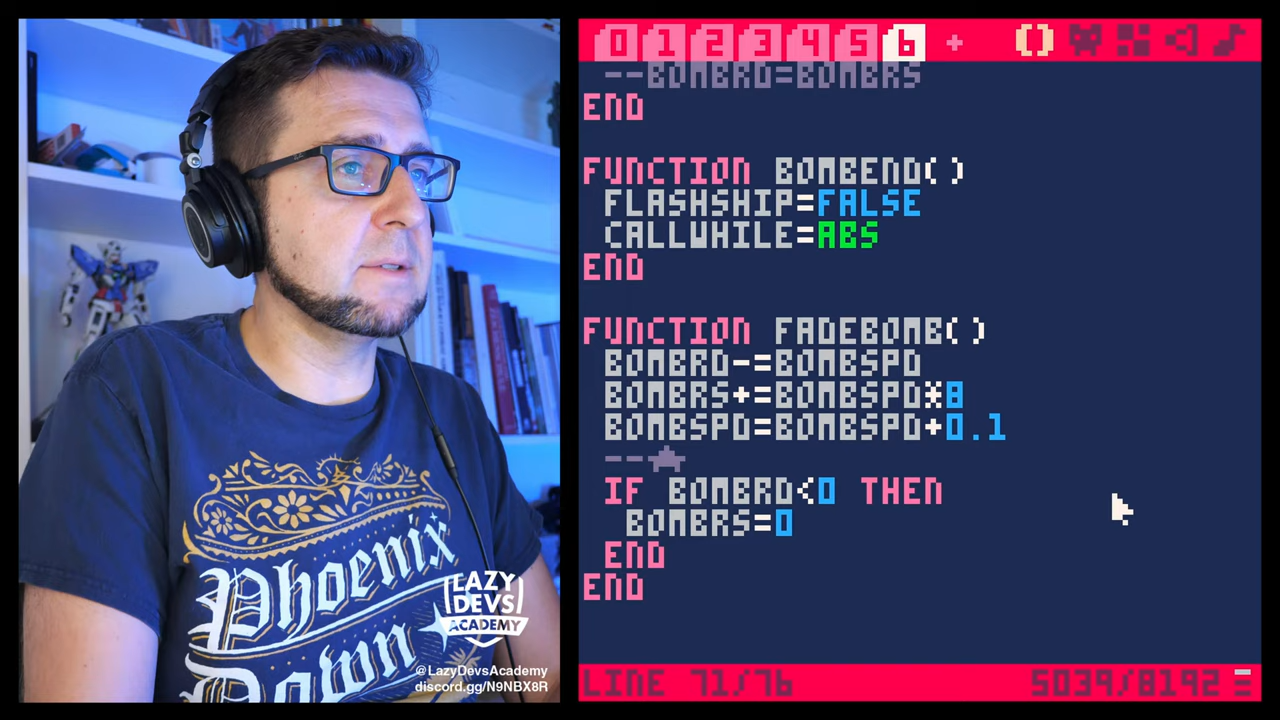 0 1 2 3 4 5 6 + ()
--BOMBRD=BOMBRS
END
FUNCTION BOMBEND()
FLASHSHIP=FALSE
CALLWHILE=ABS
END
FUNCTION FADEBOMB()
BOMBRD-=BOMBSPD
BOMBRS+=BOMBSPD*8
BOMBSPD=BOMBSPD+0.1
--
IF BOMBRD<0 THEN
BOMBRS=0
END
END
LINE 71/76
5039/8192
Phoenix
Down
LAZY
DEVS
ACADEMY
@LazyDevsAcademy
discord.gg/N9NBX8R